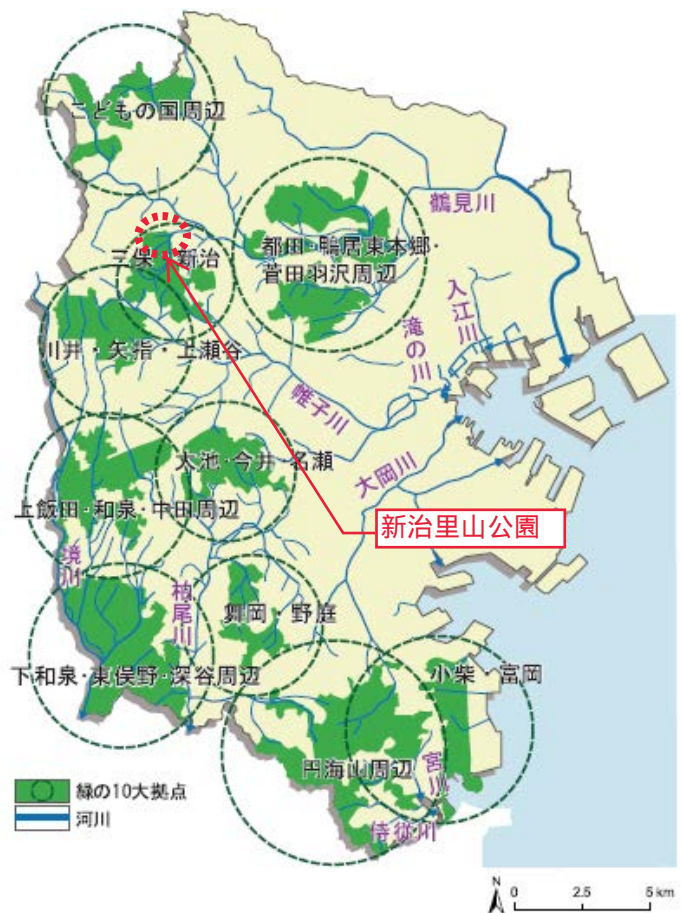 こどもの国周辺
鶴見川
都田・鴨居東本郷・
菅田羽沢周辺
三保・新治
入江川
滝の川
川井・矢指・上瀬谷
帷子川
大池・今井・名瀬
大岡川
上飯田・和泉・中田周辺
新治里山公園
境川
柏尾川
舞岡・野庭
下和泉・東俣野・深谷周辺
小柴・富岡
円海山周辺
宮川
侍従川
緑の10大拠点
河川
N
0 2.5 5 km